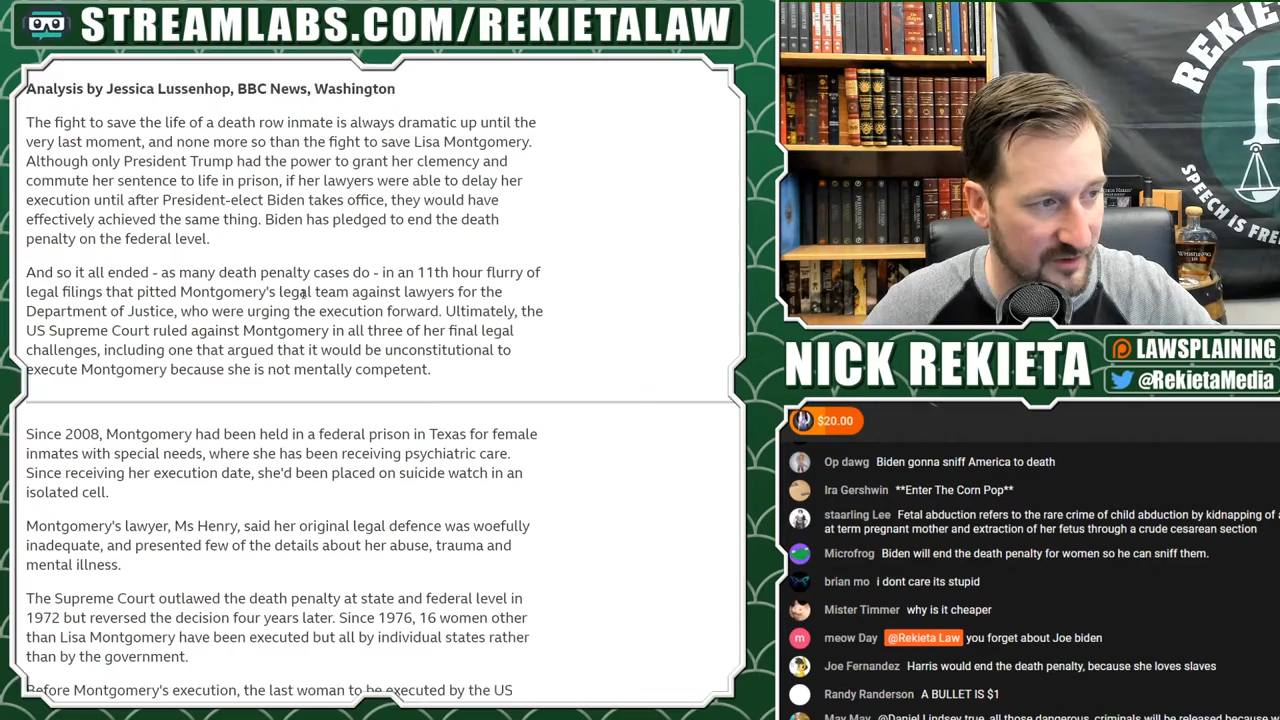 STREAMLABS.COM/REKIETALAW
Analysis by Jessica Lussenhop, BBC News, Washington
The fight to save the life of a death row inmate is always dramatic up until the
very last moment, and none more so than the fight to save Lisa Montgomery.
Although only President Trump had the power to grant her clemency and
commute her sentence to life in prison, if her lawyers were able to delay her
execution until after President-elect Biden takes office, they would have
effectively achieved the same thing. Biden has pledged to end the death
penalty on the federal level.
And so it all ended - as many death penalty cases do - in an 11th hour flurry of
legal filings that pitted Montgomery's legal team against lawyers for the
Department of Justice, who were urging the execution forward. Ultimately, the
US Supreme Court ruled against Montgomery in all three of her final legal
challenges, including one that argued that it would be unconstitutional to
execute Montgomery because she is not mentally competent.
Since 2008, Montgomery had been held in a federal prison in Texas for female
inmates with special needs, where she has been receiving psychiatric care.
Since receiving her execution date, she'd been placed on suicide watch in an
isolated cell.
Montgomery's lawyer, Ms Henry, said her original legal defence was woefully
inadequate, and presented few of the details about her abuse, trauma and
mental illness.
The Supreme Court outlawed the death penalty at state and federal level in
1972 but reversed the decision four years later. Since 1976, 16 women other
than Lisa Montgomery have been executed but all by individual states rather
than by the government.
Before Montgomery's execution, the last woman to be executed by the US
REKIE
SPEECH IS FRE
WHISTLEPIG
NICK REKIETA
LAWSPLAINING
@RekietaMedia
$20.00
Op dawg Biden gonna sniff America to death
Ira Gershwin **Enter The Corn Pop**
staarling Lee Fetal abduction refers to the rare crime of child abduction by kidnapping of
at term pregnant mother and extraction of her fetus through a crude cesarean section
Microfrog Biden will end the death penalty for women so he can sniff them.
brian mo i dont care its stupid
Mister Timmer why is it cheaper
m meow Day @Rekieta Law you forget about Joe biden
Joe Fernandez Harris would end the death penalty, because she loves slaves
Randy Randerson A BULLET IS $1
May May @Daniel Lindsey true, all those dangerous, criminals will be released because